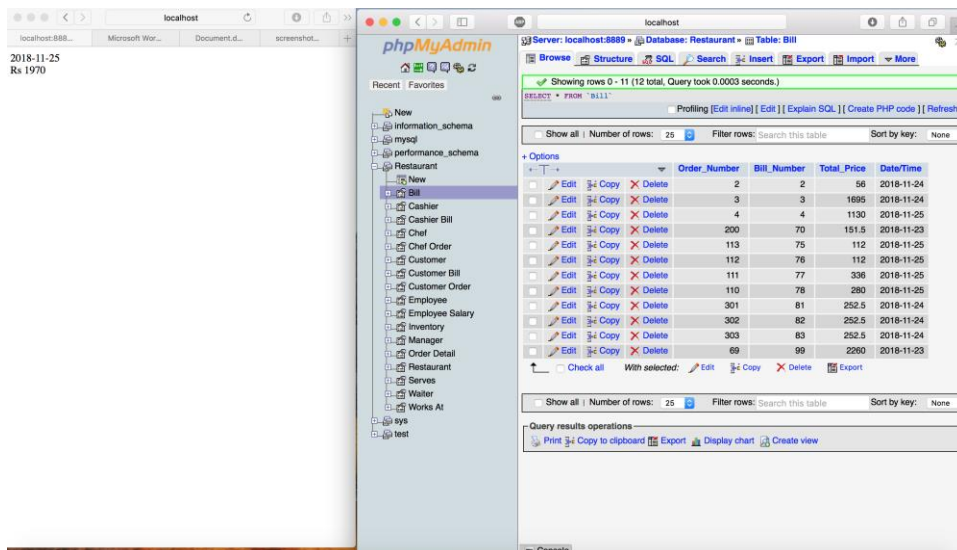 localhost
localhost:888... Microsoft Wor... Document.d... screenshot...
2018-11-25
Rs 1970
localhost
phpMyAdmin
Recent Favorites
New
information_schema
mysql
performance_schema
Restaurant
New
Bill
Cashier
Cashier Bill
Chef
Chef Order
Customer
Customer Bill
Customer Order
Employee
Employee Salary
Inventory
Manager
Order Detail
Restaurant
Serves
Waiter
Works At
sys
test
Server: localhost:8889 » Database: Restaurant » Table: Bill
Browse Structure SQL Search Insert Export Import More
Showing rows 0 - 11 (12 total, Query took 0.0003 seconds.)
SELECT * FROM `Bill`
Profiling [Edit inline] [ Edit ] [ Explain SQL ] [ Create PHP code ] [ Refresh
Show all | Number of rows: 25 Filter rows: Search this table Sort by key: None
+ Options
Order_Number Bill_Number Total_Price Date/Time
Edit Copy Delete 2 2 56 2018-11-24
Edit Copy Delete 3 3 1695 2018-11-24
Edit Copy Delete 4 4 1130 2018-11-25
Edit Copy Delete 200 70 151.5 2018-11-23
Edit Copy Delete 113 75 112 2018-11-25
Edit Copy Delete 112 76 112 2018-11-25
Edit Copy Delete 111 77 336 2018-11-25
Edit Copy Delete 110 78 280 2018-11-25
Edit Copy Delete 301 81 252.5 2018-11-24
Edit Copy Delete 302 82 252.5 2018-11-24
Edit Copy Delete 303 83 252.5 2018-11-24
Edit Copy Delete 69 99 2260 2018-11-23
Check all With selected: Edit Copy Delete Export
Show all | Number of rows: 25 Filter rows: Search this table Sort by key: None
Query results operations
Print Copy to clipboard Export Display chart Create view
Console